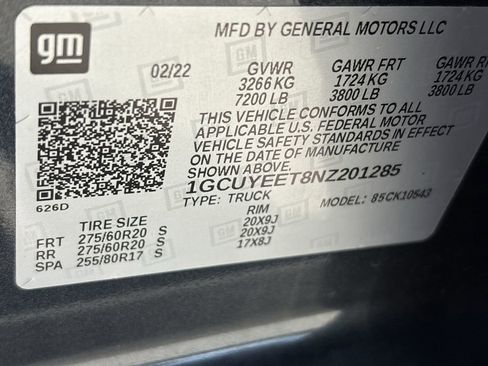 gm
MFD BY GENERAL MOTORS LLC
02/22 GVWR GAWR FRT GAWR RR
3266 KG 1724 KG 1724 KG
7200 LB 3800 LB 3800 LB
THIS VEHICLE CONFORMS TO ALL
APPLICABLE U.S. FEDERAL MOTOR
VEHICLE SAFETY STANDARDS IN EFFECT
ON THE DATE OF MANUFACTURE
SHOWN ABOVE.
1GCUYEET8NZ201285
626D
TYPE: TRUCK MODEL: 85CK10543
TIRE SIZE RIM
FRT 275/60R20 S 20X9J
RR 275/60R20 S 20X9J
SPA 255/80R17 S 17X8J